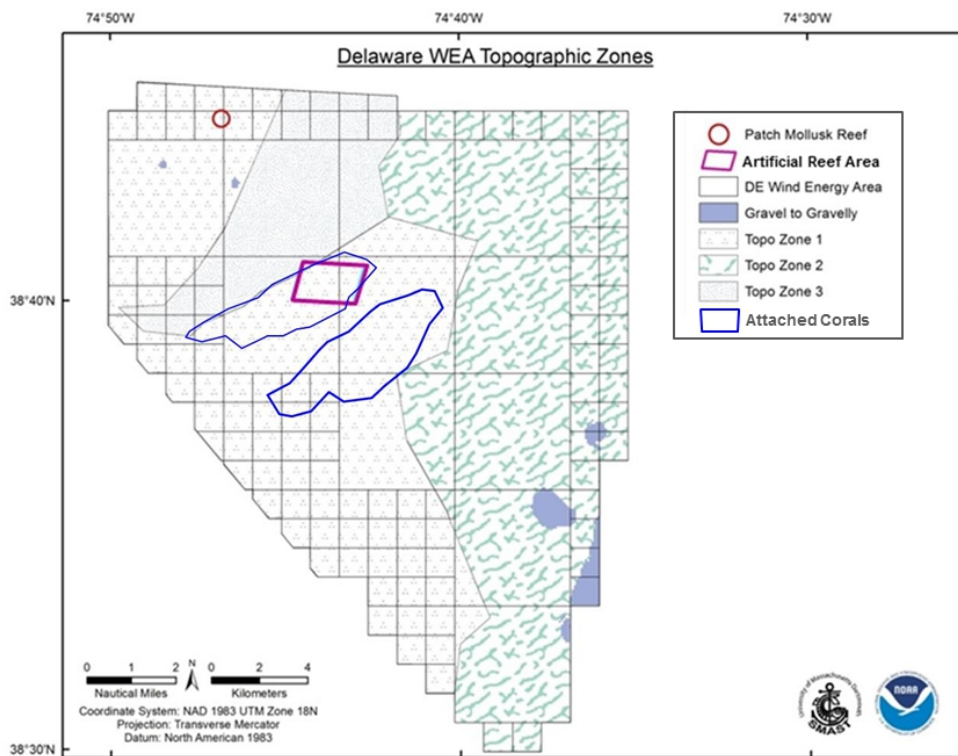 74°50'W 74°40'W 74°30'W
Delaware WEA Topographic Zones
Patch Mollusk Reef
Artificial Reef Area
DE Wind Energy Area
Gravel to Gravelly
Topo Zone 1
Topo Zone 2
Topo Zone 3
Attached Corals
38°40'N
0 1 2 N 0 2 4
Nautical Miles Kilometers
Coordinate System: NAD 1983 UTM Zone 18N
Projection: Transverse Mercator
Datum: North American 1983
SMAST
NOAA
38°30'N